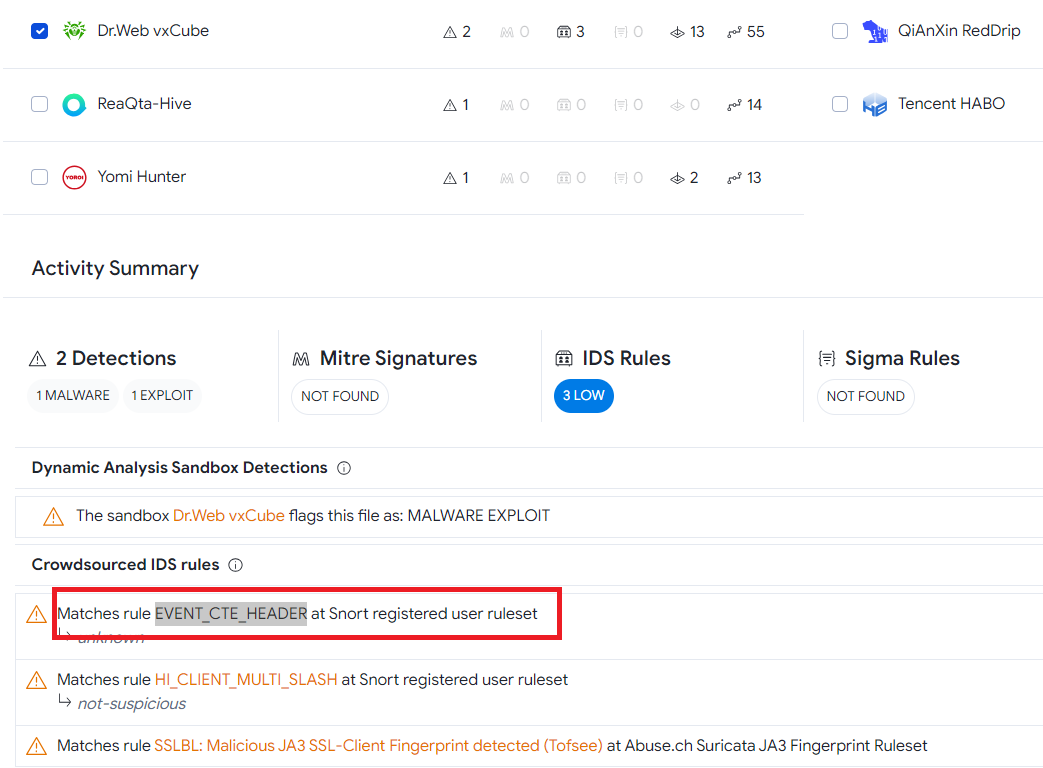 Dr.Web vxCube 2 0 3 0 13 55 QiAnXin RedDrip
ReaQta-Hive 1 0 0 0 0 14 Tencent HABO
YOROI Yomi Hunter 1 0 0 0 2 13
Activity Summary
2 Detections Mitre Signatures IDS Rules Sigma Rules
1 MALWARE 1 EXPLOIT NOT FOUND 3 LOW NOT FOUND
Dynamic Analysis Sandbox Detections
The sandbox Dr.Web vxCube flags this file as: MALWARE EXPLOIT
Crowdsourced IDS rules
Matches rule EVENT_CTE_HEADER at Snort registered user ruleset
unknown
Matches rule HI_CLIENT_MULTI_SLASH at Snort registered user ruleset
not-suspicious
Matches rule SSLBL: Malicious JA3 SSL-Client Fingerprint detected (Tofsee) at Abuse.ch Suricata JA3 Fingerprint Ruleset